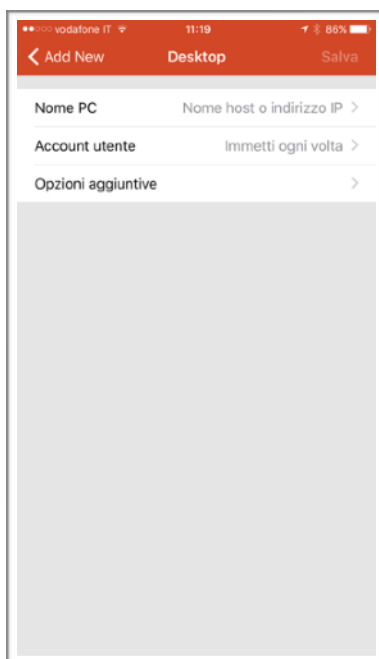 vodafone IT 11:19 86%
Add New Desktop Salva
Nome PC Nome host o indirizzo IP
Account utente Immetti ogni volta
Opzioni aggiuntive